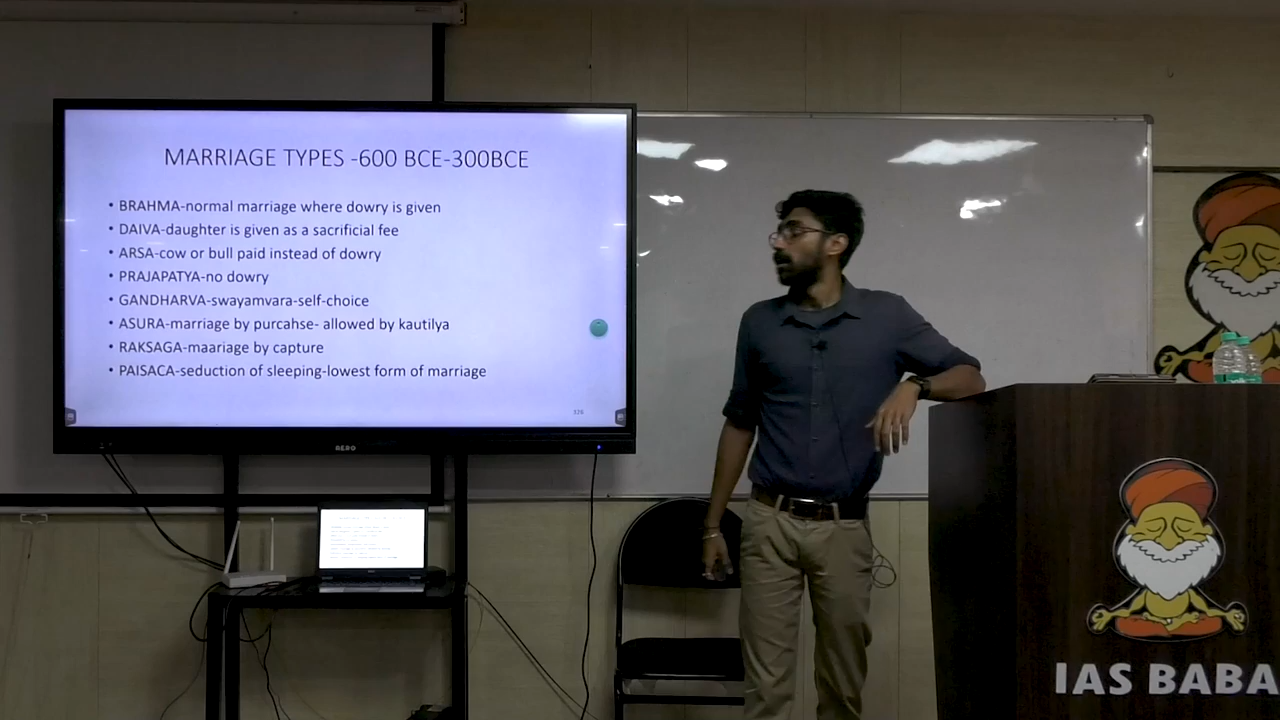 MARRIAGE TYPES -600 BCE-300BCE
• BRAHMA-normal marriage where dowry is given
• DAIVA-daughter is given as a sacrificial fee
• ARSA-cow or bull paid instead of dowry
• PRAJAPATYA-no dowry
• GANDHARVA-swayamvara-self-choice
• ASURA-marriage by purcahse- allowed by kautilya
• RAKSAGA-maariage by capture
• PAISACA-seduction of sleeping-lowest form of marriage
326
AERO
IAS BABA